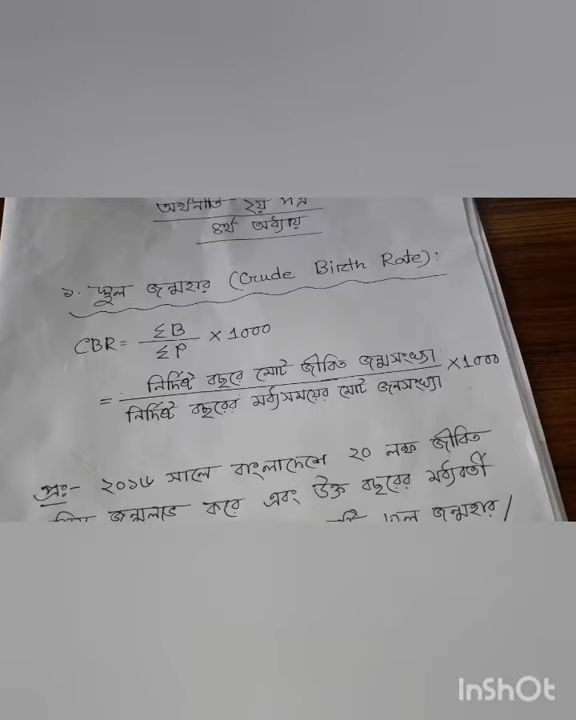 অর্থনীতি ২য় পত্র
৪র্থ অধ্যায়
১. স্থুল জন্মহার (Crude Birth Rate):
CBR = ΣB / ΣP × 1000
= নির্দিষ্ট বছরে মোট জীবিত জন্মসংখ্যা / নির্দিষ্ট বছরের মধ্যসময়ের মোট জনসংখ্যা × 1000
প্রঃ- ২০১৬ সালে বাংলাদেশে ২০ লক্ষ জীবিত
জন্মলাভ করে এবং উক্ত বছরের মধ্যবর্তী
জন্মহার
InShOt